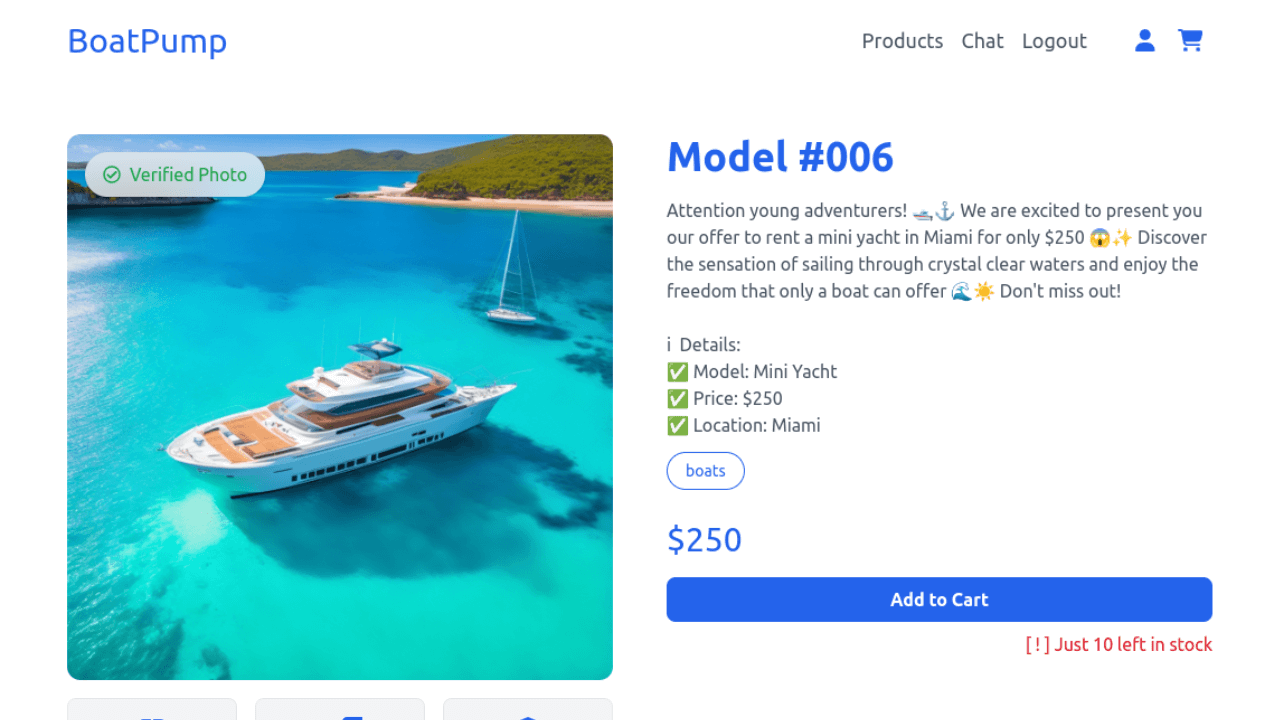 BoatPump
Products Chat Logout
Verified Photo
Model #006
Attention young adventurers! 🚤⚓ We are excited to present you
our offer to rent a mini yacht in Miami for only $250 😱✨ Discover
the sensation of sailing through crystal clear waters and enjoy the
freedom that only a boat can offer 🌊☀️ Don't miss out!
ℹ Details:
✅ Model: Mini Yacht
✅ Price: $250
✅ Location: Miami
boats
$250
Add to Cart
[ ! ] Just 10 left in stock